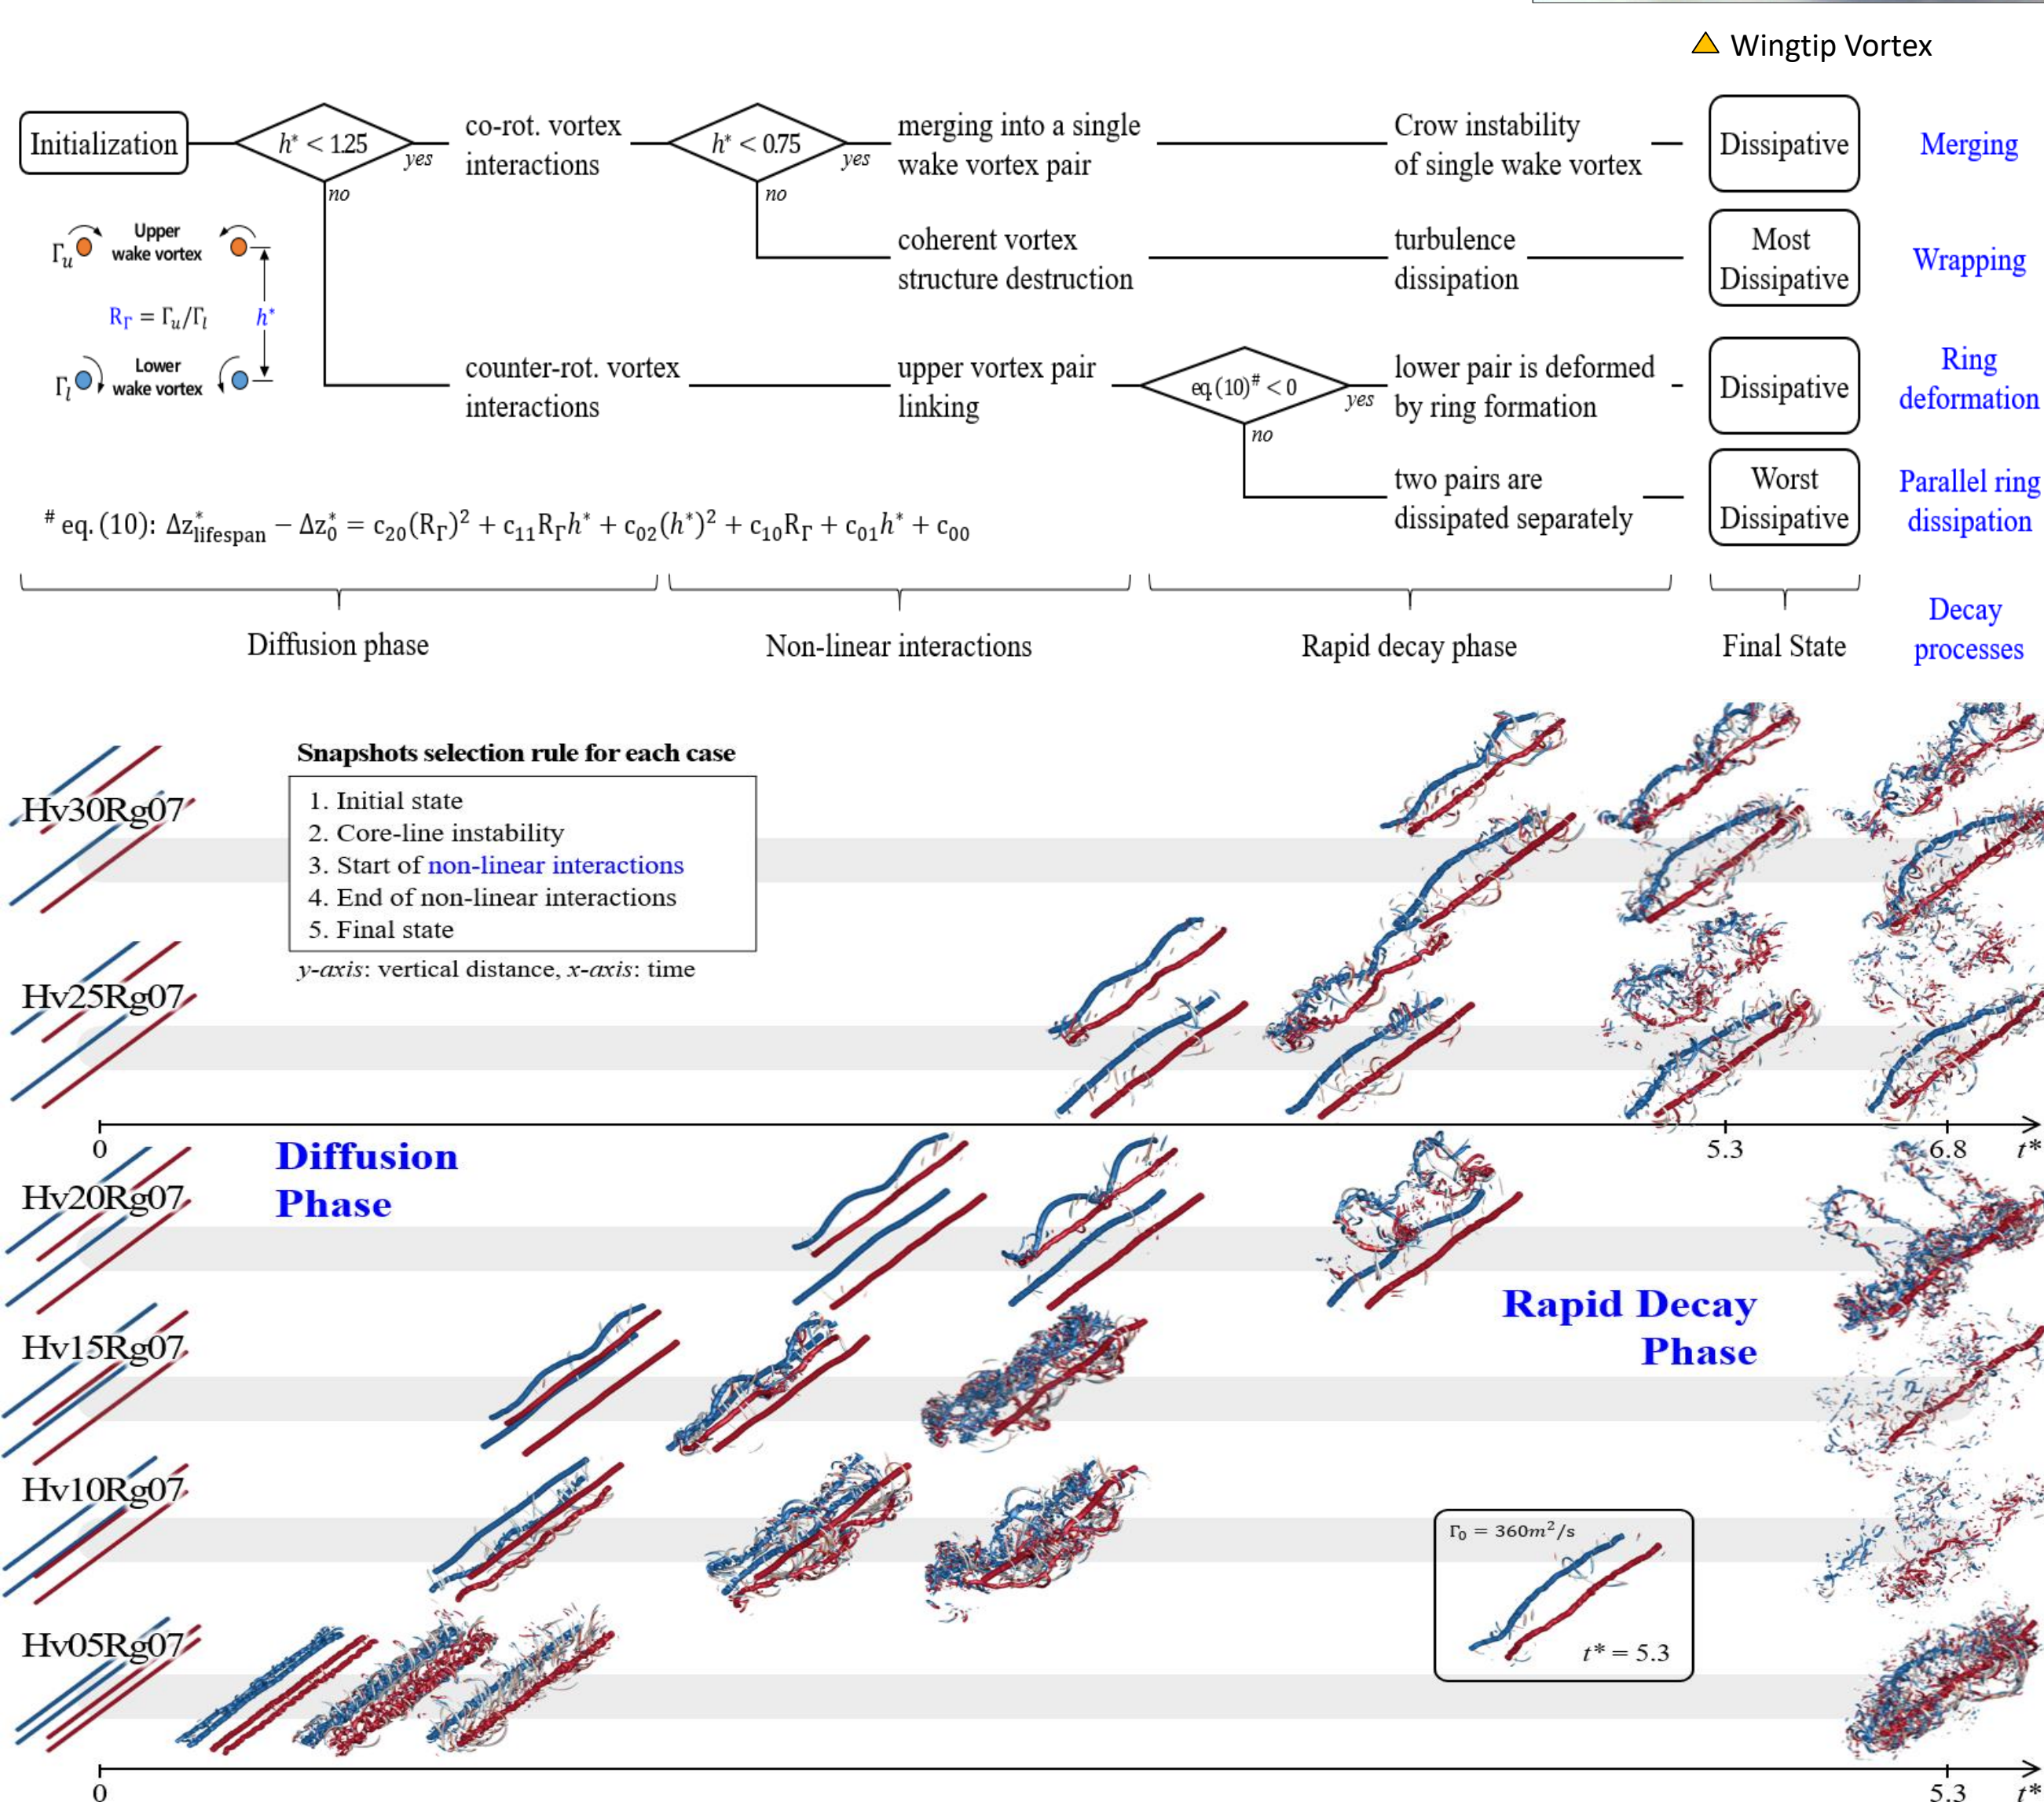 Wingtip Vortex
Initialization
h* < 1.25
yes
no
co-rot. vortex
interactions
h* < 0.75
yes
no
merging into a single
wake vortex pair
Crow instability
of single wake vortex
Dissipative
Merging
coherent vortex
structure destruction
turbulence
dissipation
Most
Dissipative
Wrapping
Γu
Upper
wake vortex
RΓ = Γu/Γl
h*
Γl
Lower
wake vortex
counter-rot. vortex
interactions
upper vortex pair
linking
eq.(10)# < 0
yes
no
lower pair is deformed
by ring formation
Dissipative
Ring
deformation
two pairs are
dissipated separately
Worst
Dissipative
Parallel ring
dissipation
# eq. (10): Δz*lifespan − Δz*0 = c20(RΓ)2 + c11RΓh* + c02(h*)2 + c10RΓ + c01h* + c00
Diffusion phase
Non-linear interactions
Rapid decay phase
Final State
Decay
processes
Snapshots selection rule for each case
1. Initial state
2. Core-line instability
3. Start of non-linear interactions
4. End of non-linear interactions
5. Final state
y-axis: vertical distance, x-axis: time
Hv30Rg07
Hv25Rg07
0
5.3
6.8
t*
Diffusion
Phase
Hv20Rg07
Rapid Decay
Phase
Hv15Rg07
Hv10Rg07
Γ0 = 360m2/s
t* = 5.3
Hv05Rg07
0
5.3
t*